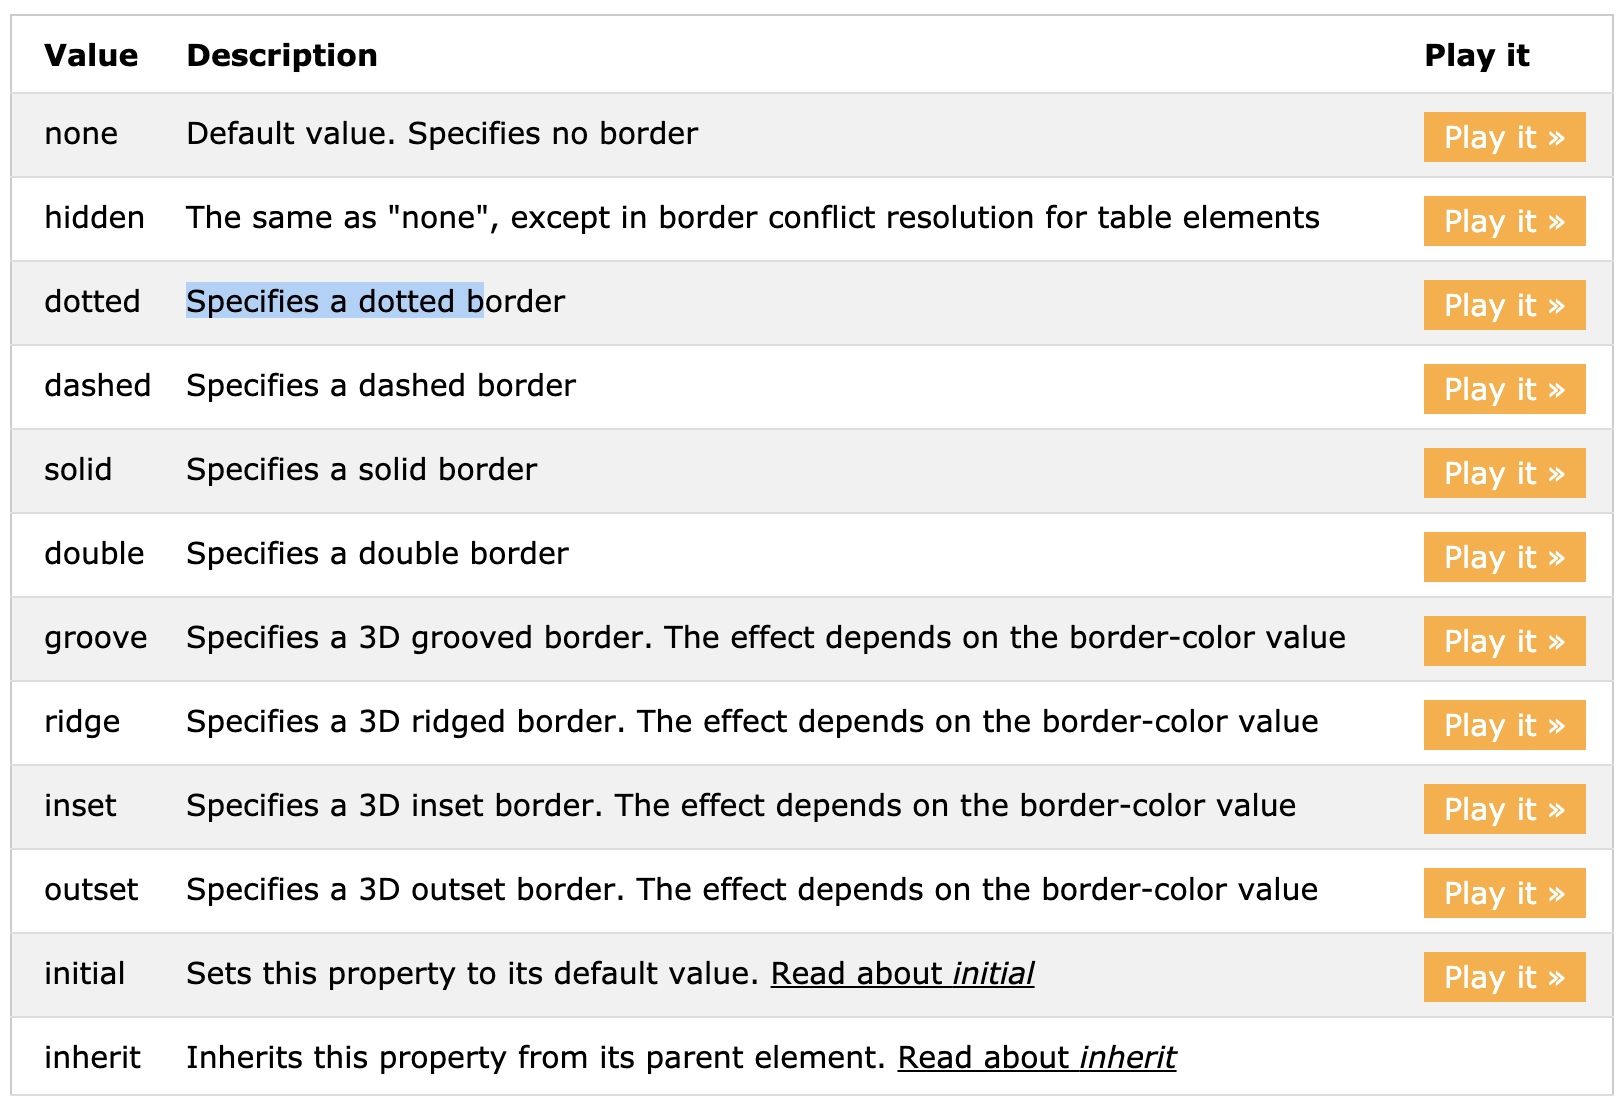 Value Description Play it
none Default value. Specifies no border Play it »
hidden The same as "none", except in border conflict resolution for table elements Play it »
dotted Specifies a dotted border Play it »
dashed Specifies a dashed border Play it »
solid Specifies a solid border Play it »
double Specifies a double border Play it »
groove Specifies a 3D grooved border. The effect depends on the border-color value Play it »
ridge Specifies a 3D ridged border. The effect depends on the border-color value Play it »
inset Specifies a 3D inset border. The effect depends on the border-color value Play it »
outset Specifies a 3D outset border. The effect depends on the border-color value Play it »
initial Sets this property to its default value. Read about initial Play it »
inherit Inherits this property from its parent element. Read about inherit